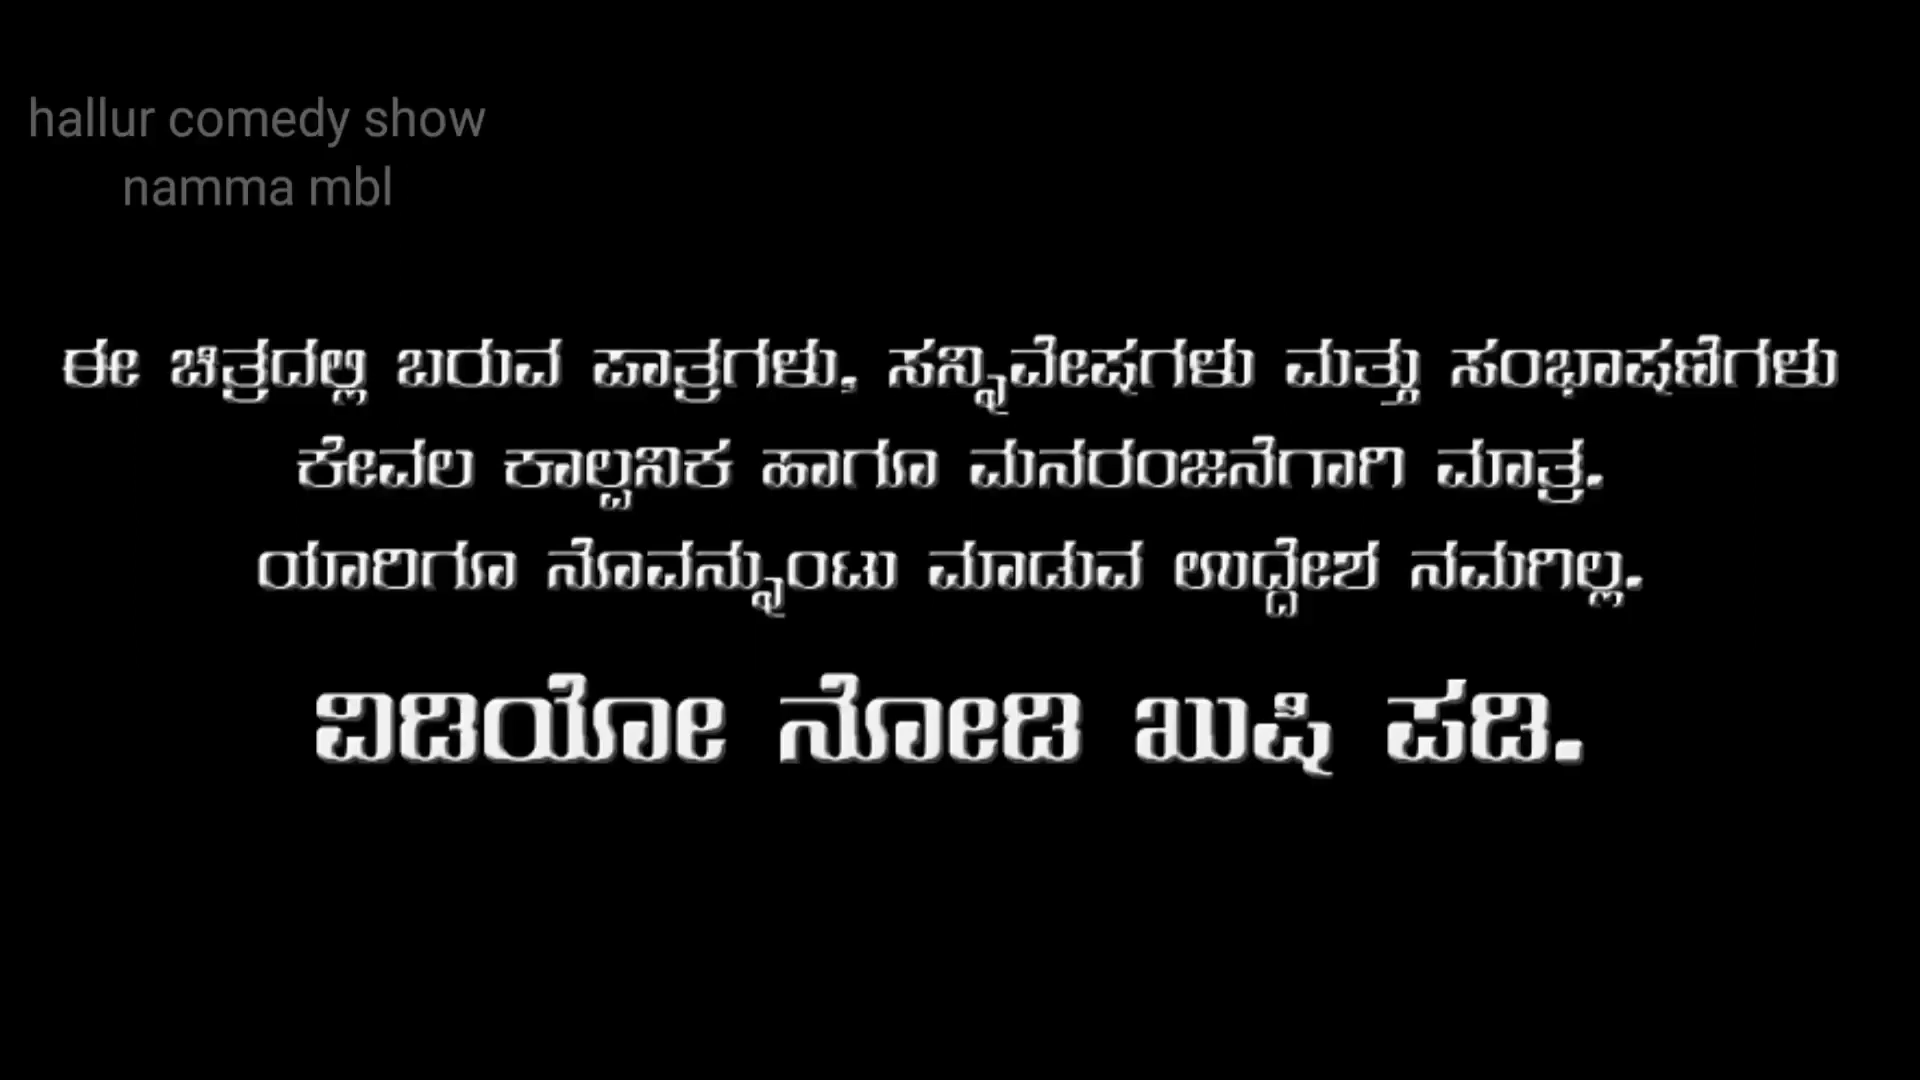 hallur comedy show
namma mbl
ಈ ಚಿತ್ರದಲ್ಲಿ ಬರುವ ಪಾತ್ರಗಳು, ಸನ್ನಿವೇಷಗಳು ಮತ್ತು ಸಂಭಾಷಣೆಗಳು
ಕೇವಲ ಕಾಲ್ಪನಿಕ ಹಾಗೂ ಮನರಂಜನೆಗಾಗಿ ಮಾತ್ರ.
ಯಾರಿಗೂ ನೊವನ್ನುಂಟು ಮಾಡುವ ಉದ್ದೇಶ ನಮಗಿಲ್ಲ.
ವಿಡಿಯೋ ನೋಡಿ ಖುಷಿ ಪಡಿ.